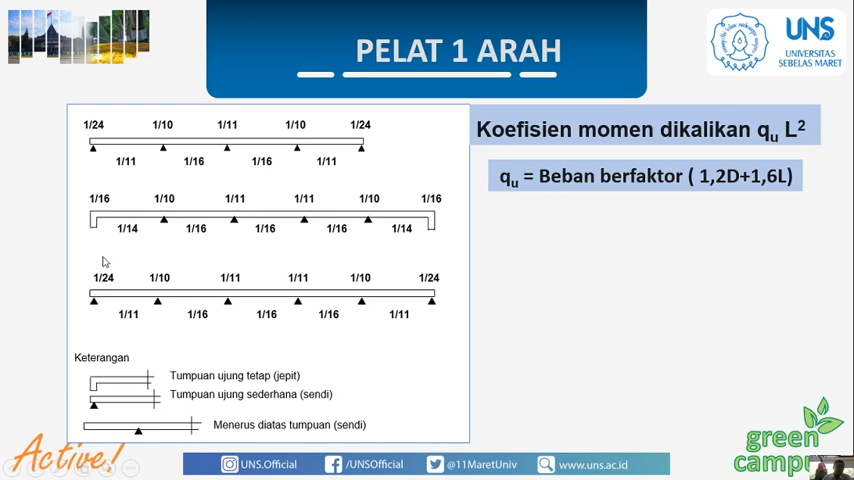 PELAT 1 ARAH
UNS
UNIVERSITAS
SEBELAS MARET
1/24 1/10 1/11 1/10 1/24
1/11 1/16 1/16 1/11
1/16 1/10 1/11 1/11 1/10 1/16
1/14 1/16 1/16 1/16 1/14
1/24 1/10 1/11 1/11 1/10 1/24
1/11 1/16 1/16 1/16 1/11
Keterangan
Tumpuan ujung tetap (jepit)
Tumpuan ujung sederhana (sendi)
Menerus diatas tumpuan (sendi)
Koefisien momen dikalikan qu L²
qu = Beban berfaktor ( 1,2D+1,6L)
Active!
UNS.Official
/UNSOfficial
@11MaretUniv
www.uns.ac.id
green